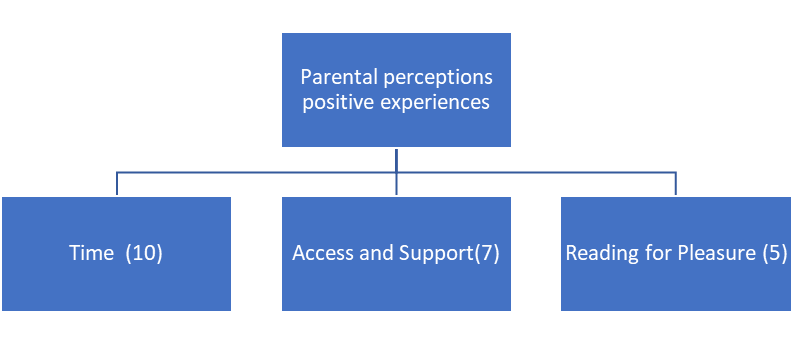 Parental perceptions
positive experiences
Time (10)
Access and Support(7)
Reading for Pleasure (5)